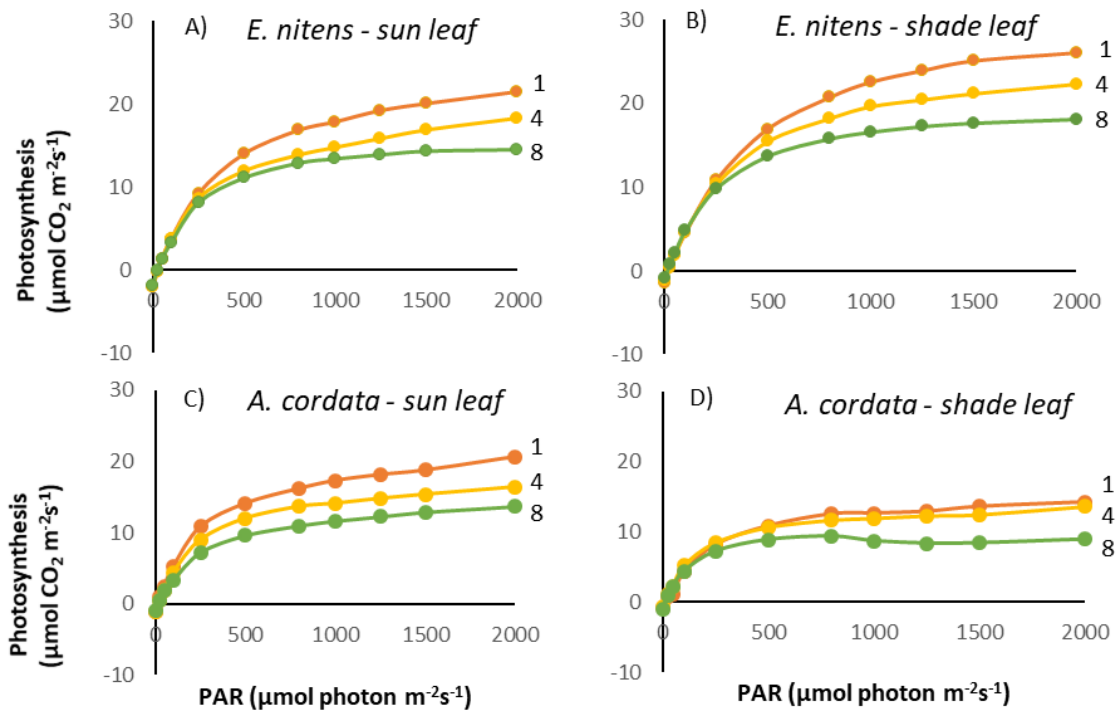 A) E. nitens - sun leaf
30
20
10
0
-10
0 500 1000 1500 2000
1
4
8
Photosynthesis
(µmol CO₂ m⁻²s⁻¹)
B) E. nitens - shade leaf
30
20
10
0
-10
0 500 1000 1500 2000
1
4
8
C) A. cordata - sun leaf
30
20
10
0
-10
0 500 1000 1500 2000
1
4
8
Photosynthesis
(µmol CO₂ m⁻²s⁻¹)
PAR (µmol photon m⁻²s⁻¹)
D) A. cordata - shade leaf
30
20
10
0
-10
0 500 1000 1500 2000
1
4
8
PAR (µmol photon m⁻²s⁻¹)